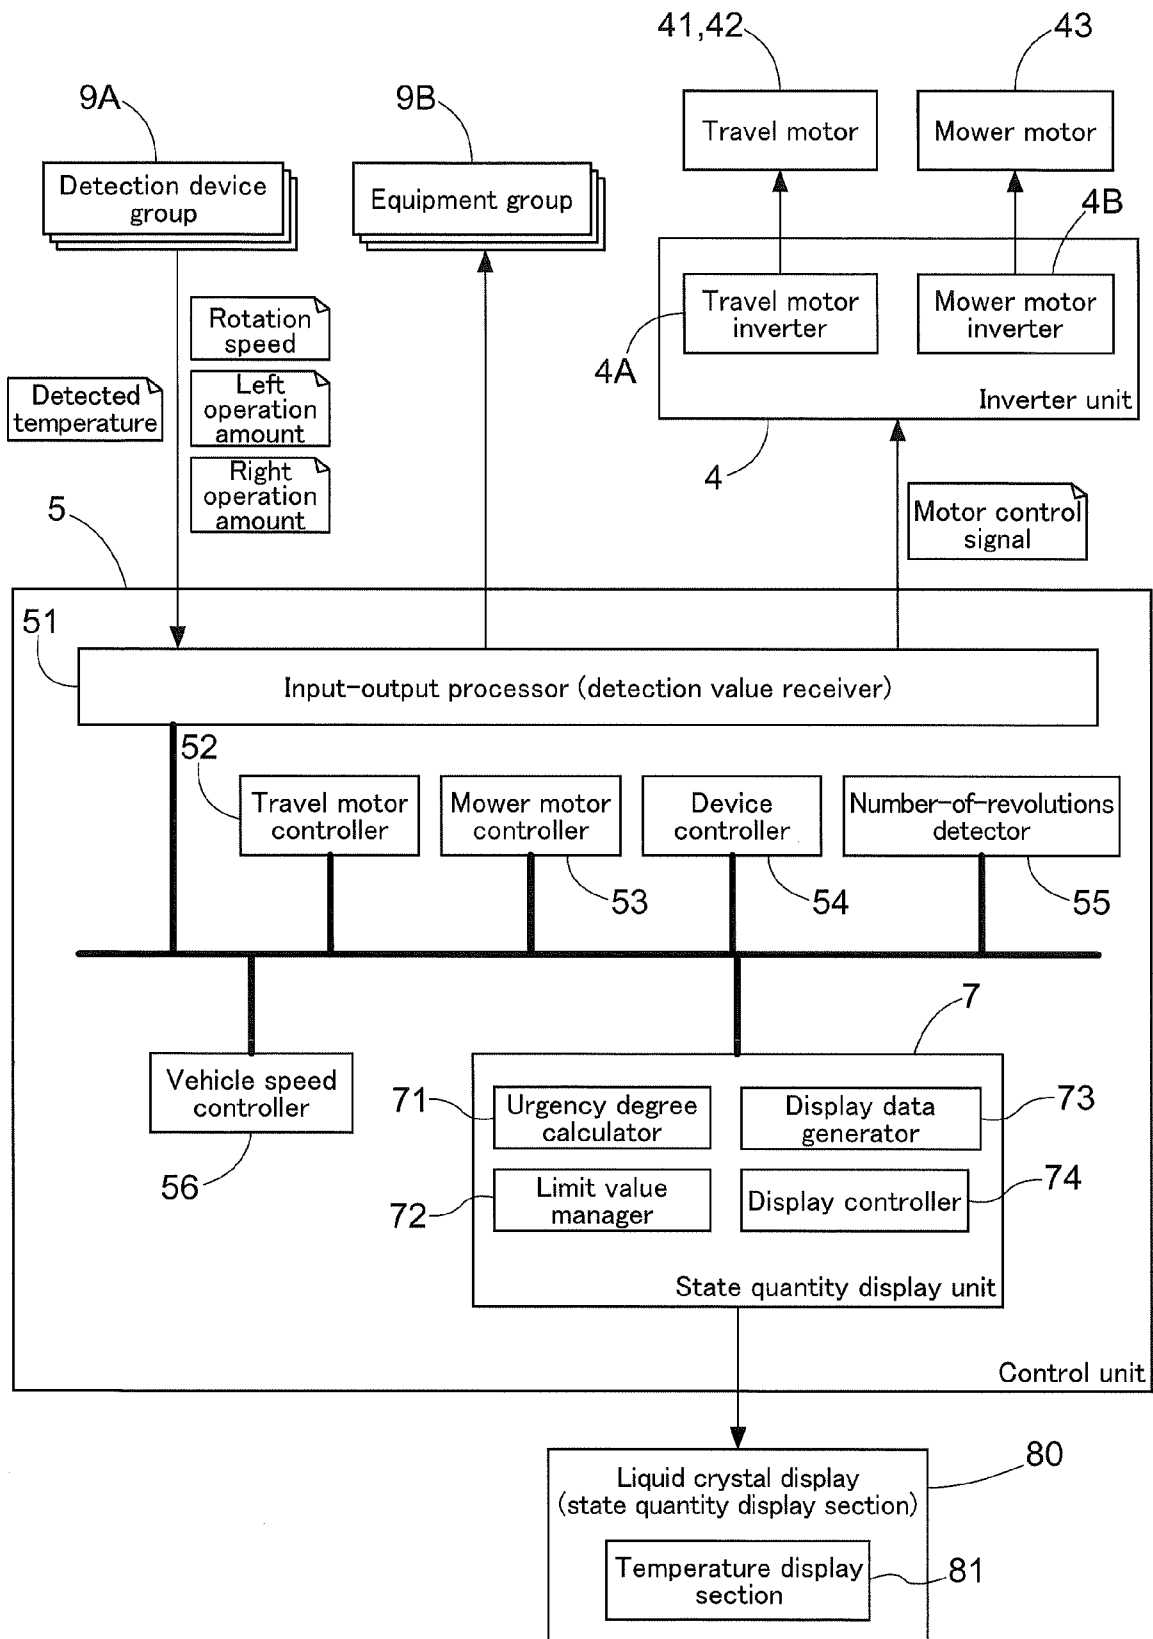 41,42
43
9A
9B
Travel motor
Mower motor
Detection device
group
Equipment group
4B
Travel motor
inverter
Mower motor
inverter
4A
Inverter unit
4
Rotation
speed
Detected
temperature
Left
operation
amount
Right
operation
amount
Motor control
signal
5
51
Input-output processor (detection value receiver)
52
Travel motor
controller
Mower motor
controller
Device
controller
Number-of-revolutions
detector
53
54
55
7
Vehicle speed
controller
56
71
Urgency degree
calculator
Display data
generator
73
72
Limit value
manager
Display controller
74
State quantity display unit
Control unit
80
Liquid crystal display
(state quantity display section)
Temperature display
section
81